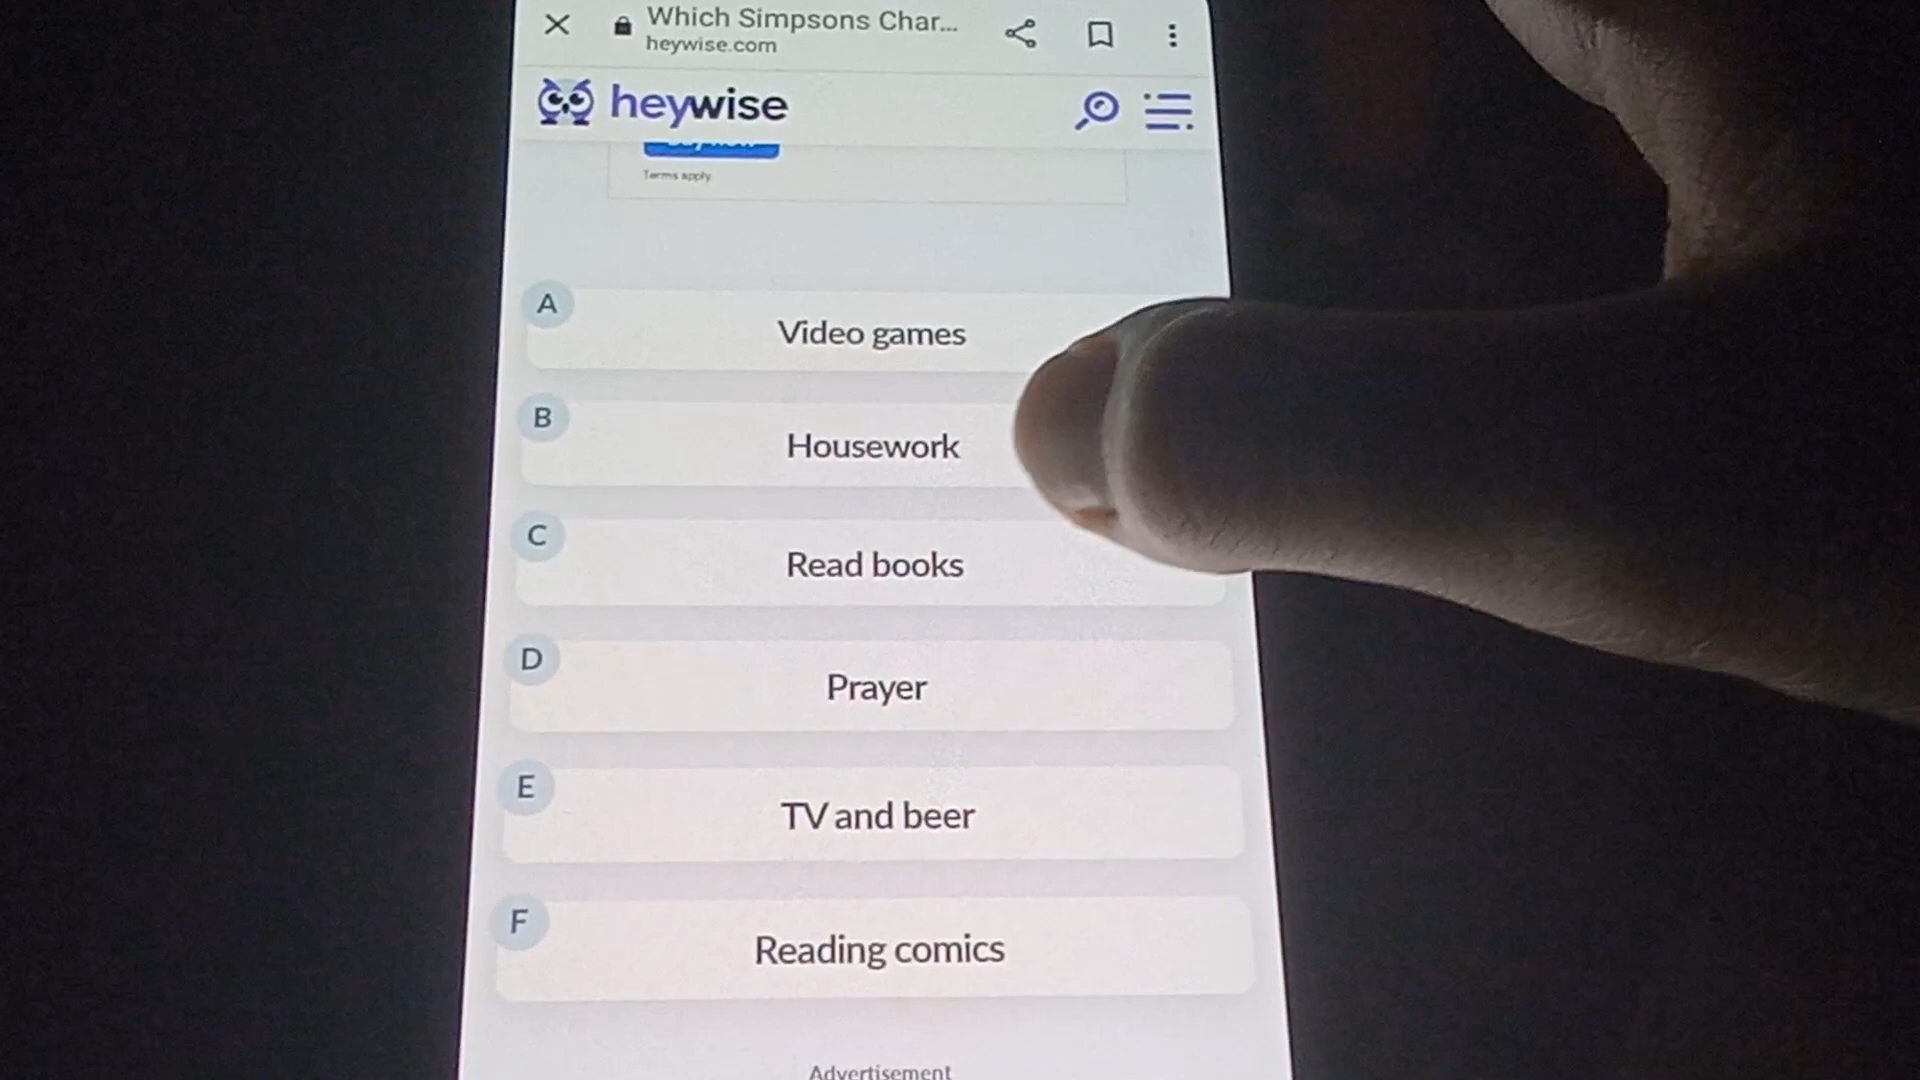 Which Simpsons Char...
heywise.com
heywise
Terms apply
A
Video games
B
Housework
C
Read books
D
Prayer
E
TV and beer
F
Reading comics
Advertisement